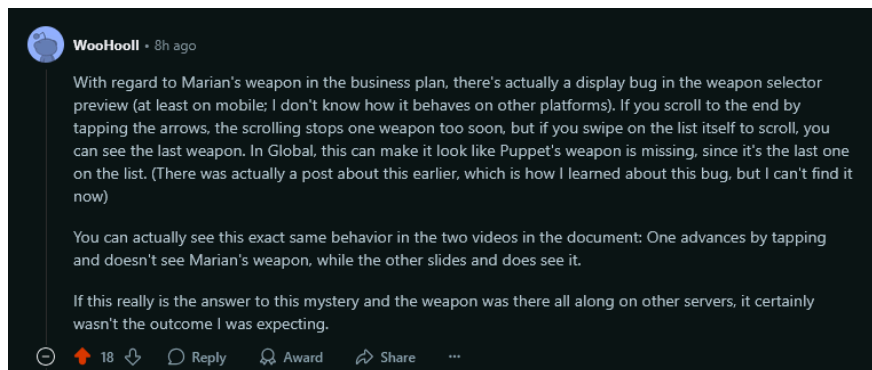 WooHooll • 8h ago
With regard to Marian's weapon in the business plan, there's actually a display bug in the weapon selector
preview (at least on mobile; I don't know how it behaves on other platforms). If you scroll to the end by
tapping the arrows, the scrolling stops one weapon too soon, but if you swipe on the list itself to scroll, you
can see the last weapon. In Global, this can make it look like Puppet's weapon is missing, since it's the last one
on the list. (There was actually a post about this earlier, which is how I learned about this bug, but I can't find it
now)
You can actually see this exact same behavior in the two videos in the document: One advances by tapping
and doesn't see Marian's weapon, while the other slides and does see it.
If this really is the answer to this mystery and the weapon was there all along on other servers, it certainly
wasn't the outcome I was expecting.
18 Reply Award Share ...